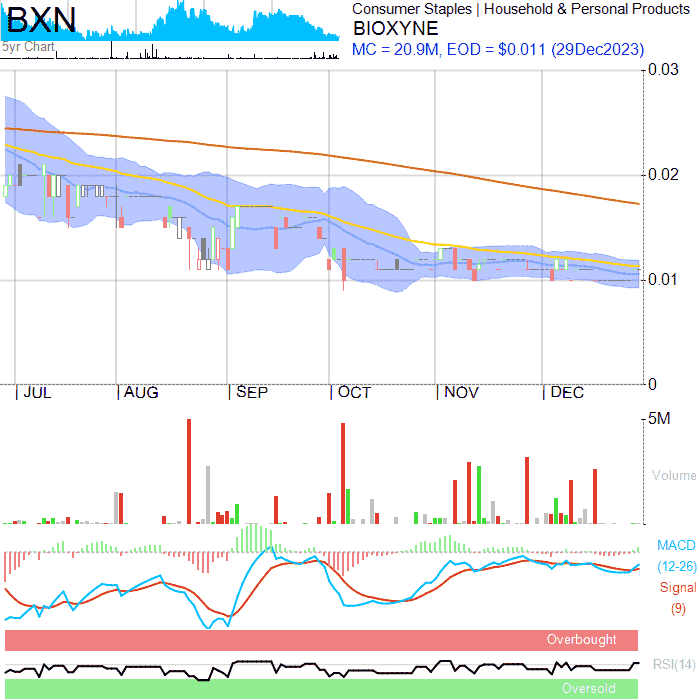 BXN
5yr Chart
Consumer Staples | Household & Personal Products
BIOXYNE
MC = 20.9M, EOD = $0.011 (29Dec2023)
0.03
0.02
0.01
0
JUL AUG SEP OCT NOV DEC
5M
Volume
MACD
(12-26)
Signal
(9)
Overbought
RSI(14)
Oversold